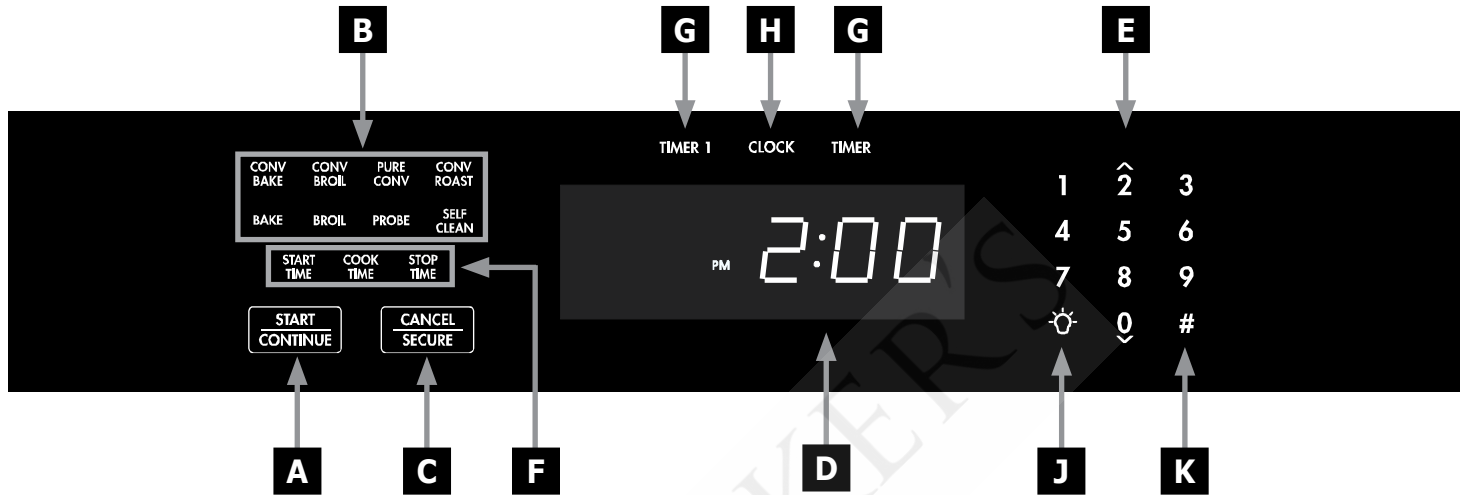 B G H G E
TIMER 1 CLOCK TIMER
CONV BAKE CONV BROIL PURE CONV CONV ROAST
BAKE BROIL PROBE SELF CLEAN
START TIME COOK TIME STOP TIME
START CONTINUE CANCEL SECURE
PM 2:00
1 2 3
4 5 6
7 8 9
0 #
A C F D J K
KER'S